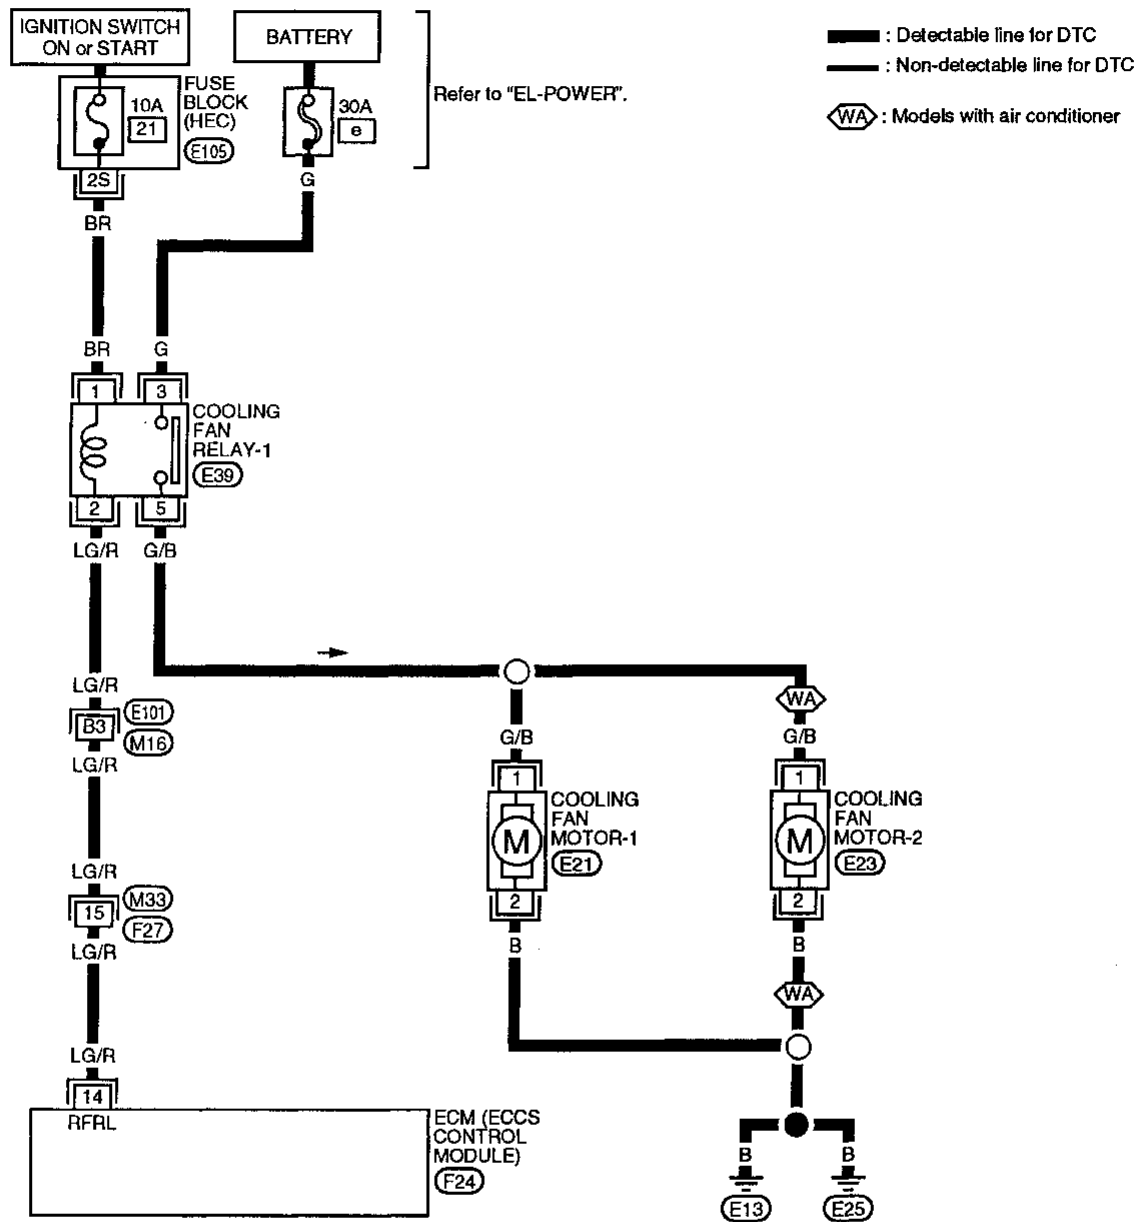 IGNITION SWITCH
ON or START
BATTERY
Refer to "EL-POWER".
: Detectable line for DTC
: Non-detectable line for DTC
WA : Models with air conditioner
10A
21
FUSE
BLOCK
(HEC)
E105
30A
e
2S
G
BR
BR
G
1
3
COOLING
FAN
RELAY-1
E39
2
5
LG/R
G/B
LG/R
B3
E101
M16
LG/R
WA
G/B
G/B
1
1
COOLING
FAN
MOTOR-1
E21
M
COOLING
FAN
MOTOR-2
E23
M
2
2
B
B
WA
LG/R
15
M33
F27
LG/R
LG/R
14
RFRL
ECM (ECCS
CONTROL
MODULE)
F24
B
B
E13
E25